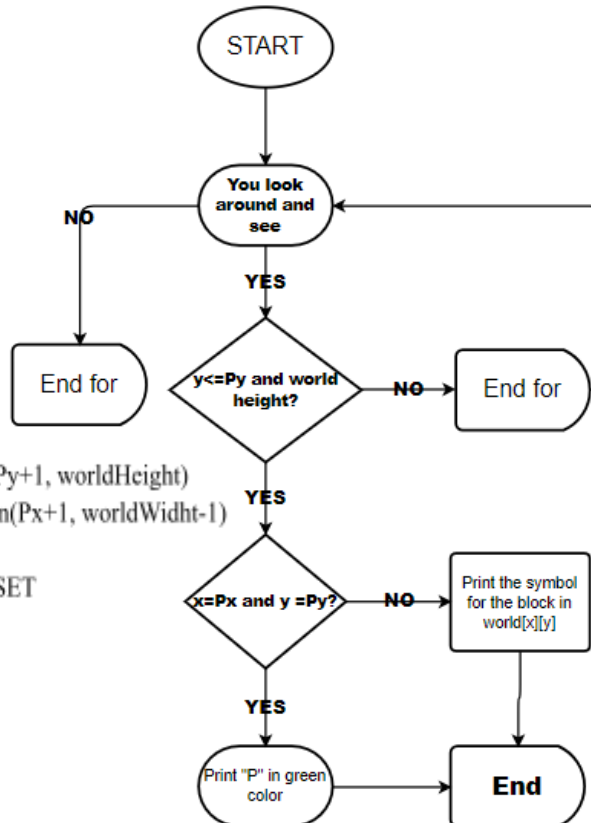 START
You look
around and
see
NO
YES
End for
y<=Py and world
height?
NO
End for
Py+1, worldHeight)
n(Px+1, worldWidht-1)
YES
SET
x=Px and y =Py?
NO
Print the symbol
for the block in
world[x][y]
YES
Print "P" in green
color
End